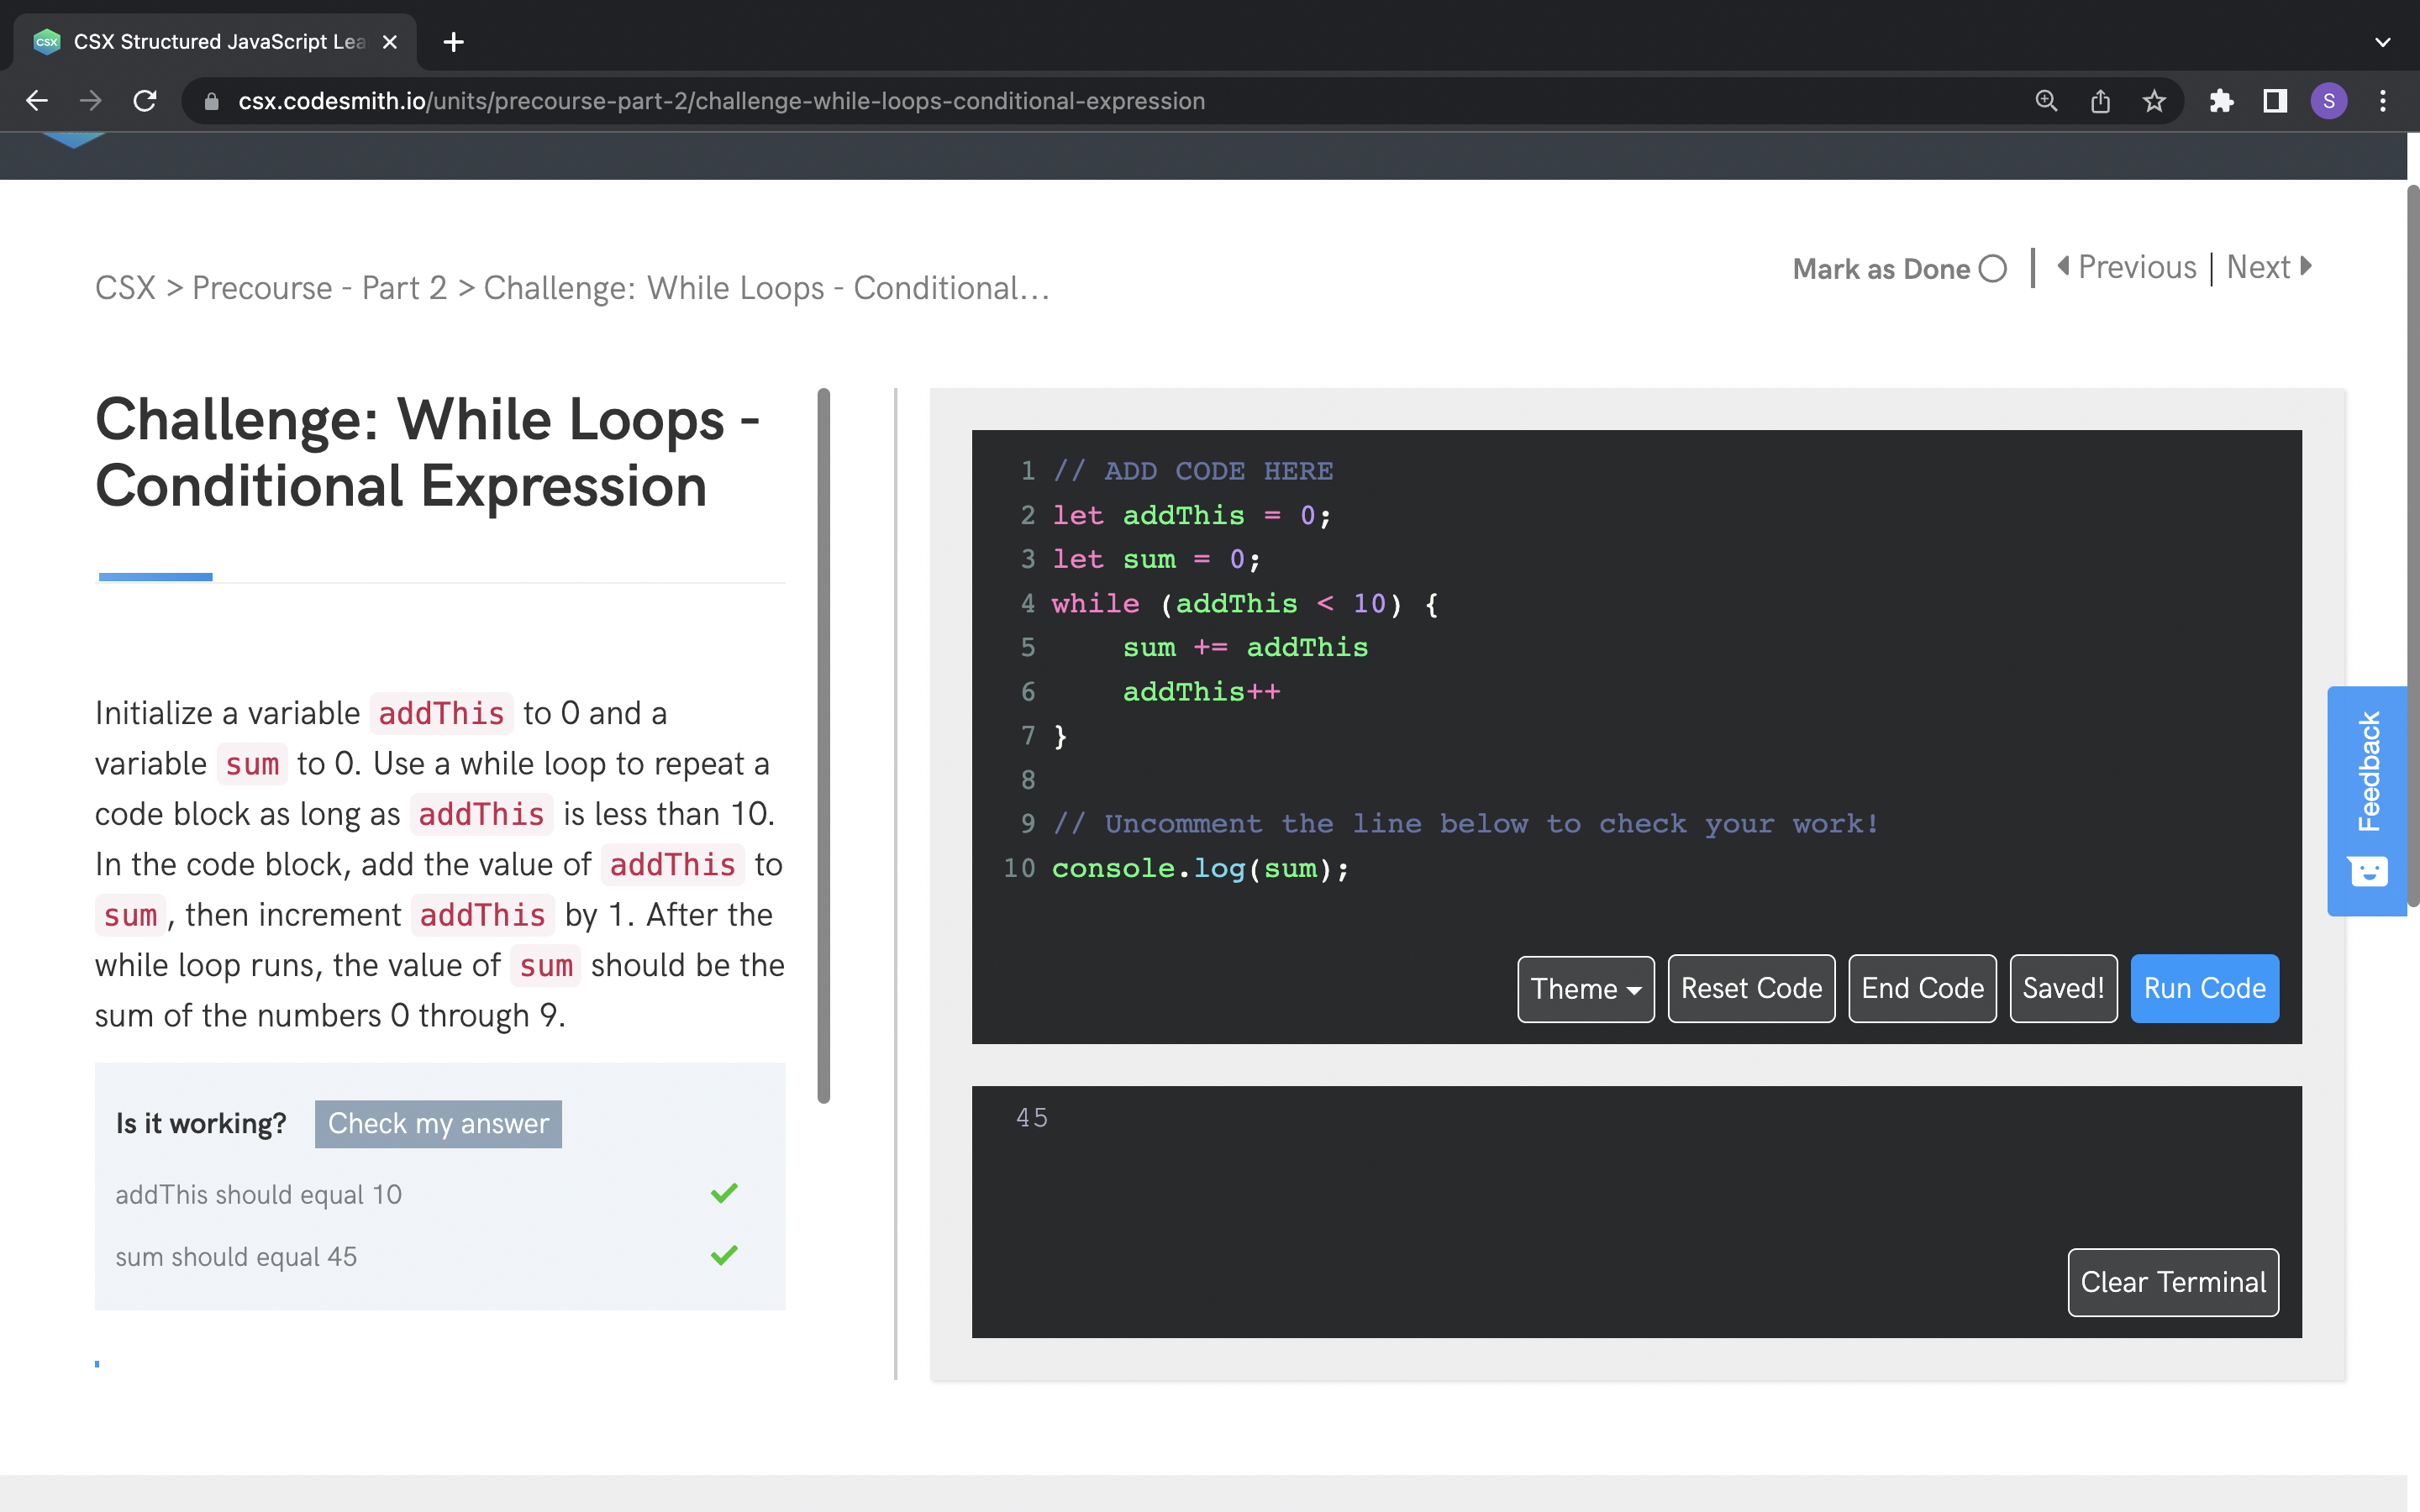 CSX Structured JavaScript Lea
csx.codesmith.io/units/precourse-part-2/challenge-while-loops-conditional-expression
S
CSX > Precourse - Part 2 > Challenge: While Loops - Conditional...
Mark as Done
Previous | Next
Challenge: While Loops -
Conditional Expression
Initialize a variable addThis to 0 and a
variable sum to 0. Use a while loop to repeat a
code block as long as addThis is less than 10.
In the code block, add the value of addThis to
sum, then increment addThis by 1. After the
while loop runs, the value of sum should be the
sum of the numbers 0 through 9.
Is it working? Check my answer
addThis should equal 10
sum should equal 45
1 // ADD CODE HERE
2 let addThis = 0;
3 let sum = 0;
4 while (addThis < 10) {
5     sum += addThis
6     addThis++
7 }
8
9 // Uncomment the line below to check your work!
10 console.log(sum);
Theme Reset Code End Code Saved! Run Code
45
Clear Terminal
Feedback